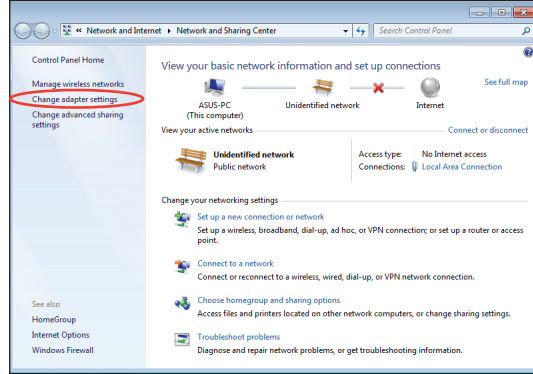 « Network and Internet ▸ Network and Sharing Center
Search Control Panel
Control Panel Home
Manage wireless networks
Change adapter settings
Change advanced sharing
settings
See also
HomeGroup
Internet Options
Windows Firewall
View your basic network information and set up connections
See full map
ASUS-PC
(This computer)
Unidentified network
Internet
View your active networks
Connect or disconnect
Unidentified network
Public network
Access type: No Internet access
Connections: Local Area Connection
Change your networking settings
Set up a new connection or network
Set up a wireless, broadband, dial-up, ad hoc, or VPN connection; or set up a router or access
point.
Connect to a network
Connect or reconnect to a wireless, wired, dial-up, or VPN network connection.
Choose homegroup and sharing options
Access files and printers located on other network computers, or change sharing settings.
Troubleshoot problems
Diagnose and repair network problems, or get troubleshooting information.